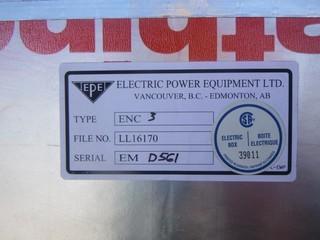 EPE
ELECTRIC POWER EQUIPMENT LTD.
VANCOUVER, B.C. - EDMONTON, AB
TYPE ENC 3
FILE NO. LL16170
SERIAL EM D561
ELECTRIC BOX
BOITE ELECTRIQUE
39011